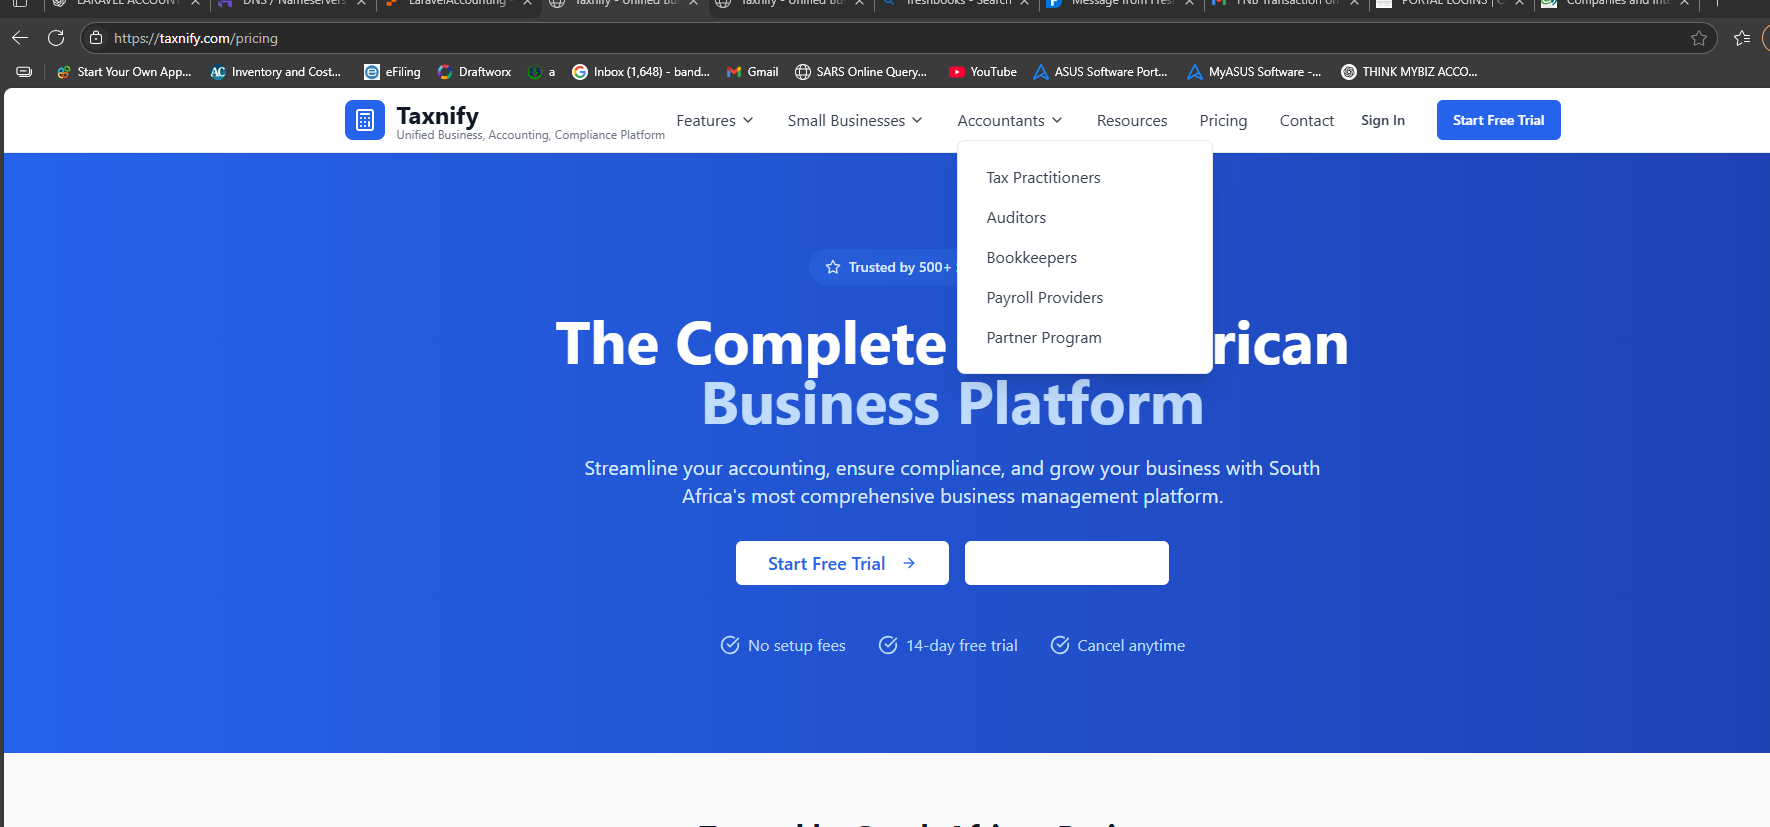 LARAVEL ACCOUNT
DNS / Nameservers
LaravelAccounting
Taxnify - Unified Bus
Taxnify - Unified Bus
freshbooks - Search
Message from Fresh
FNB Transaction on
PORTAL LOGINS | C
Companies and Inte
https://taxnify.com/pricing
Start Your Own App...
Inventory and Cost...
eFiling
Draftworx
a
Inbox (1,648) - band...
Gmail
SARS Online Query...
YouTube
ASUS Software Port...
MyASUS Software -...
THINK MYBIZ ACCO...
Taxnify
Unified Business, Accounting, Compliance Platform
Features
Small Businesses
Accountants
Resources
Pricing
Contact
Sign In
Start Free Trial
Tax Practitioners
Auditors
Bookkeepers
Payroll Providers
Partner Program
Trusted by 500+
The Complete rican
Business Platform
Streamline your accounting, ensure compliance, and grow your business with South
Africa's most comprehensive business management platform.
Start Free Trial
No setup fees
14-day free trial
Cancel anytime